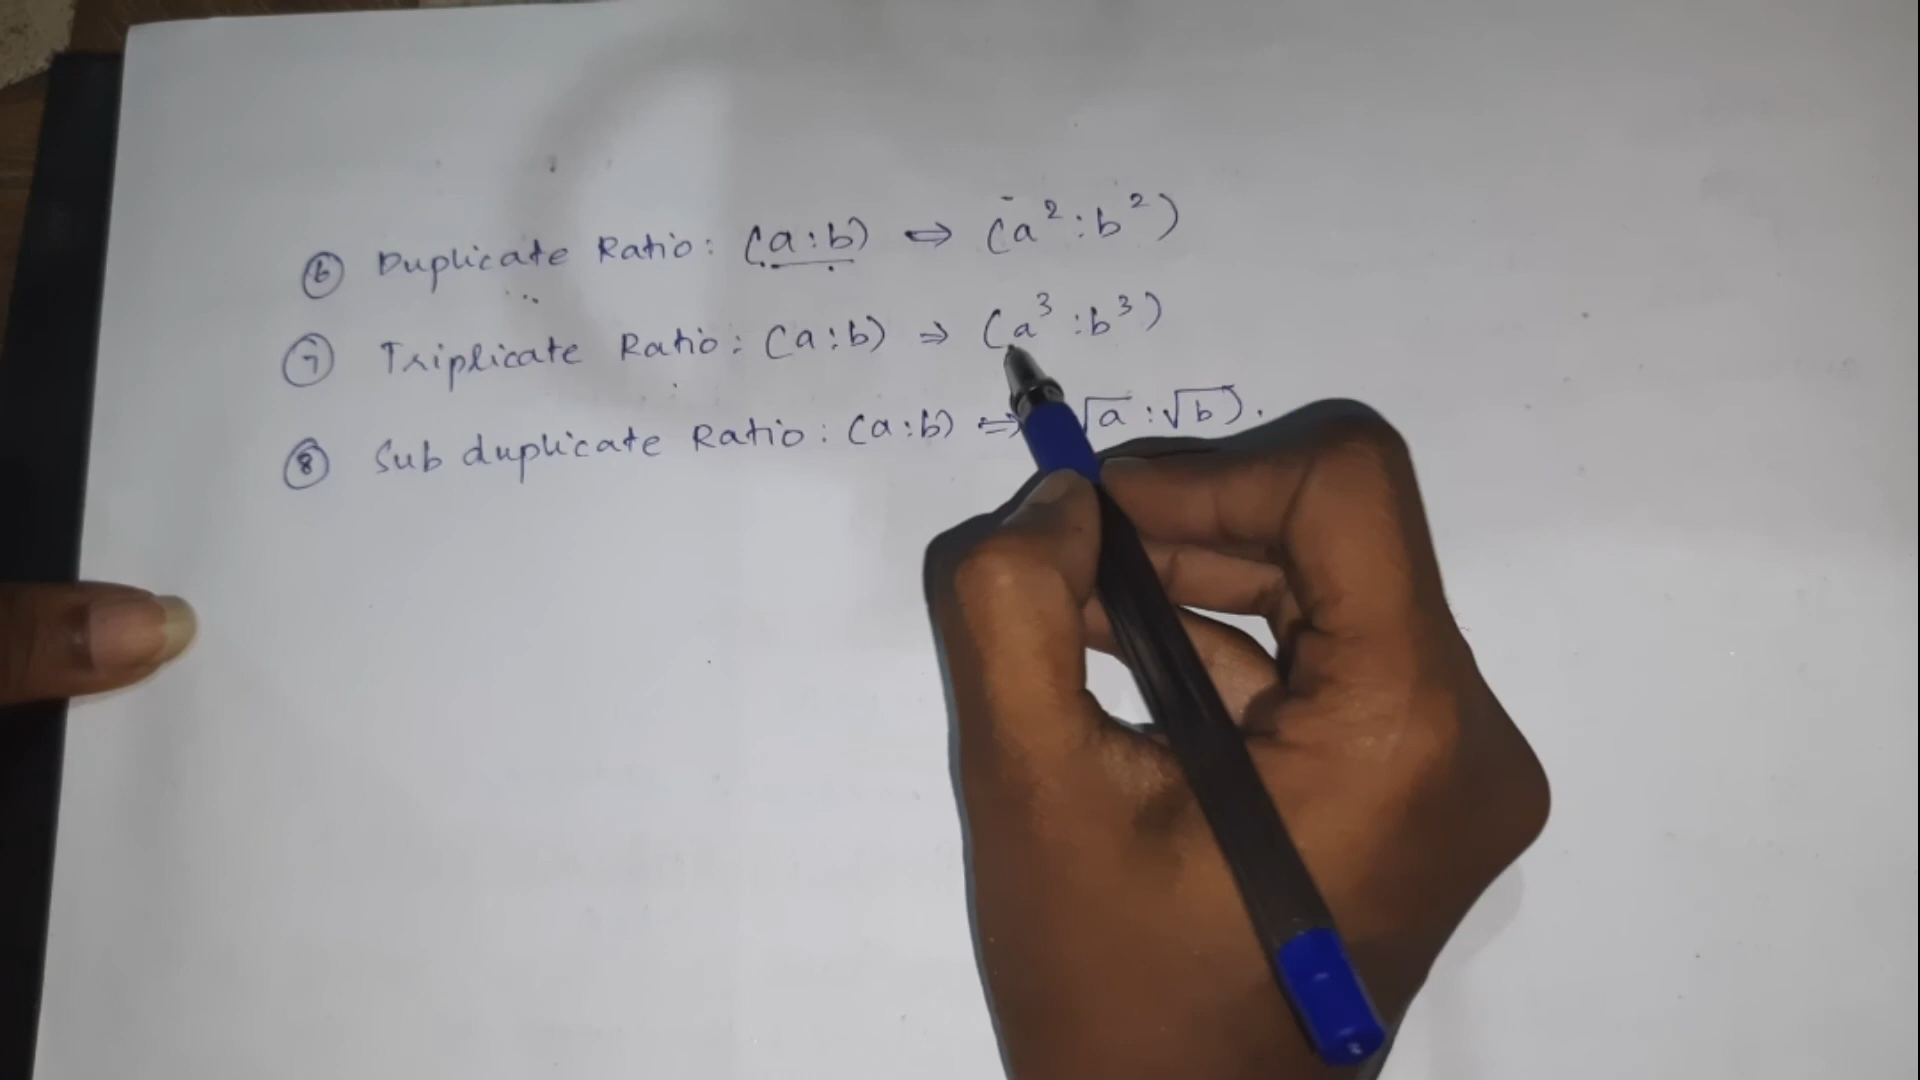 ⑥ Duplicate Ratio: (a:b) ⇔ (a²:b²)
⑦ Triplicate Ratio: (a:b) ⇒ (a³:b³)
⑧ Sub duplicate Ratio: (a:b) ⇔ √a:√b).